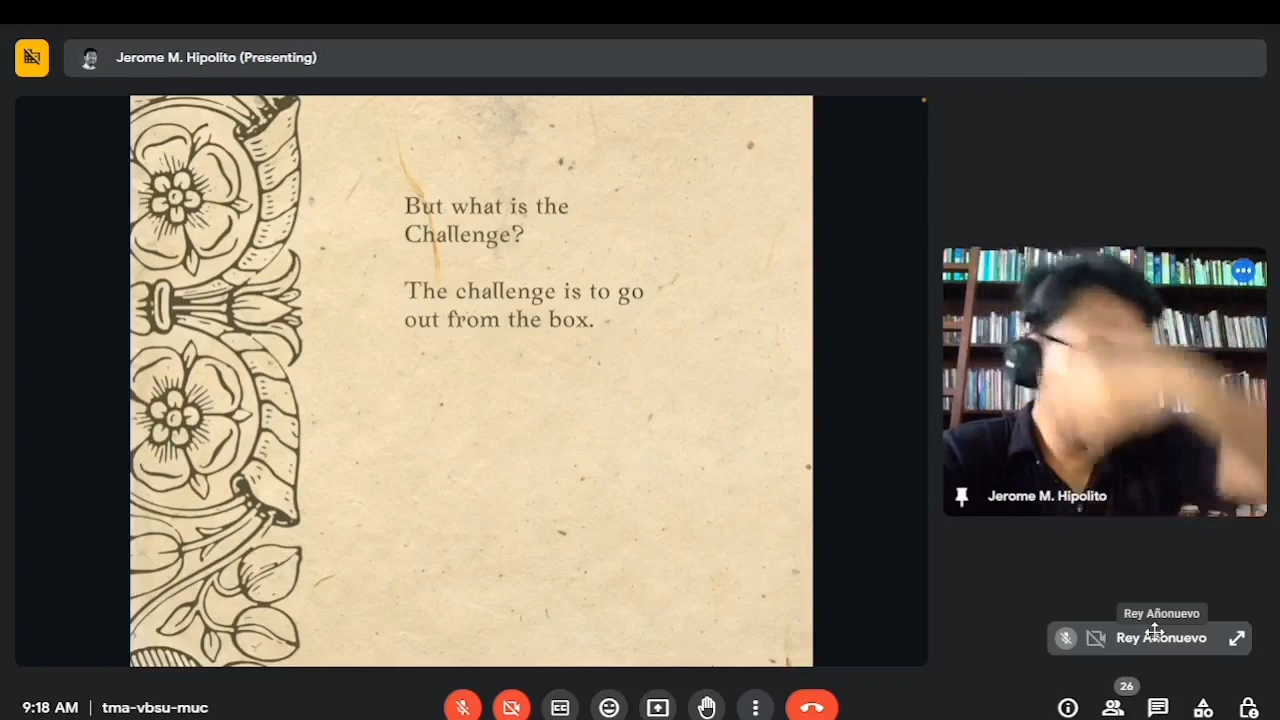 Jerome M. Hipolito (Presenting)
But what is the
Challenge?
The challenge is to go
out from the box.
Jerome M. Hipolito
Rey Añonuevo
Rey Añonuevo
26
9:18 AM | tma-vbsu-muc